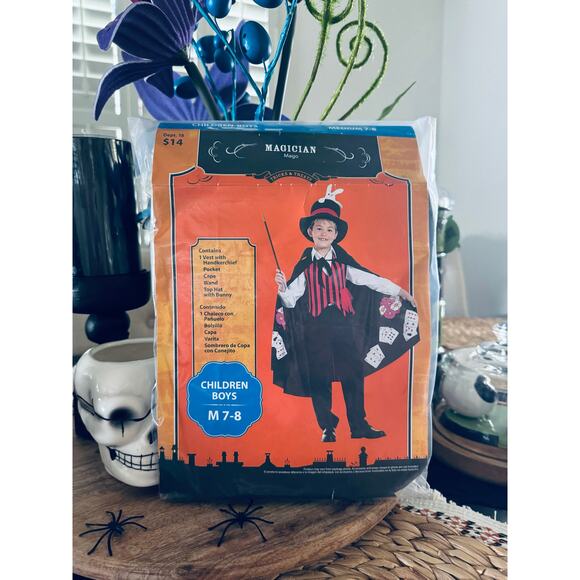 CHILDREN BOYS
MEDIUM 7-8
Dept. 18
$14
MAGICIAN
Mago
TRICKS & TREATS
Contains
1 Vest with
Handkerchief
Pocket
Cape
Wand
Top Hat
with Bunny
Contenido
1 Chaleco con
Pañuelo
Bolsillo
Capa
Varita
Sombrero de Copa
con Conejito
CHILDREN
BOYS
M 7-8